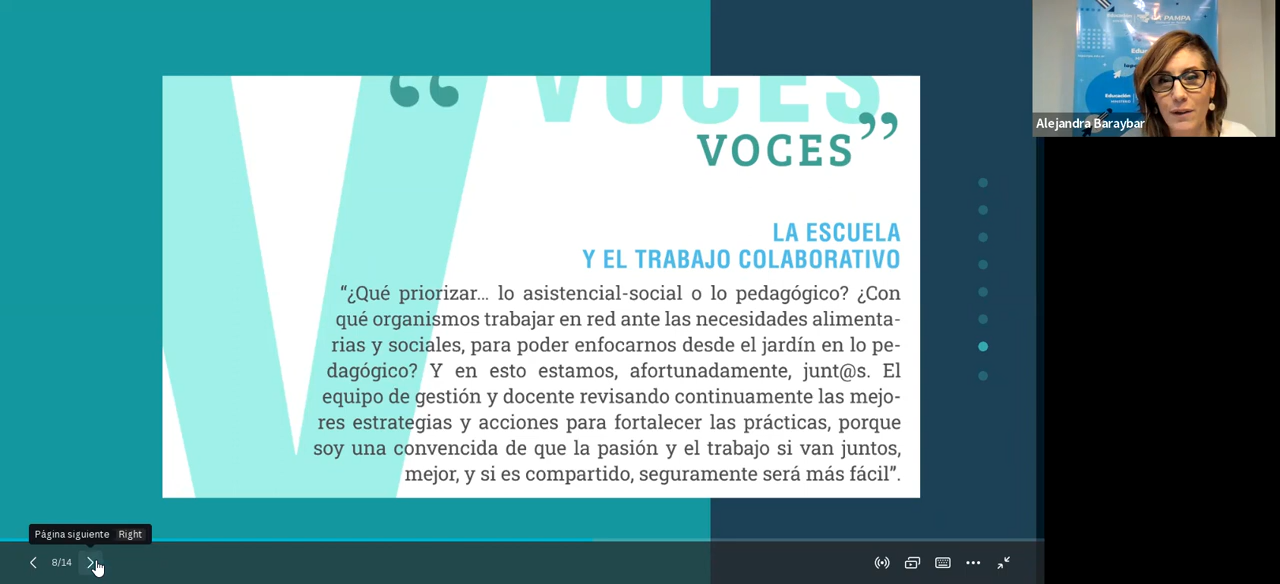 VOCES
VOCES
LA ESCUELA
Y EL TRABAJO COLABORATIVO
“¿Qué priorizar... lo asistencial-social o lo pedagógico? ¿Con
qué organismos trabajar en red ante las necesidades alimenta-
rias y sociales, para poder enfocarnos desde el jardín en lo pe-
dagógico? Y en esto estamos, afortunadamente, junt@s. El
equipo de gestión y docente revisando continuamente las mejo-
res estrategias y acciones para fortalecer las prácticas, porque
soy una convencida de que la pasión y el trabajo si van juntos,
mejor, y si es compartido, seguramente será más fácil”.
LA PAMPA
Educación
Alejandra Baraybar
Página siguiente Right
8/14